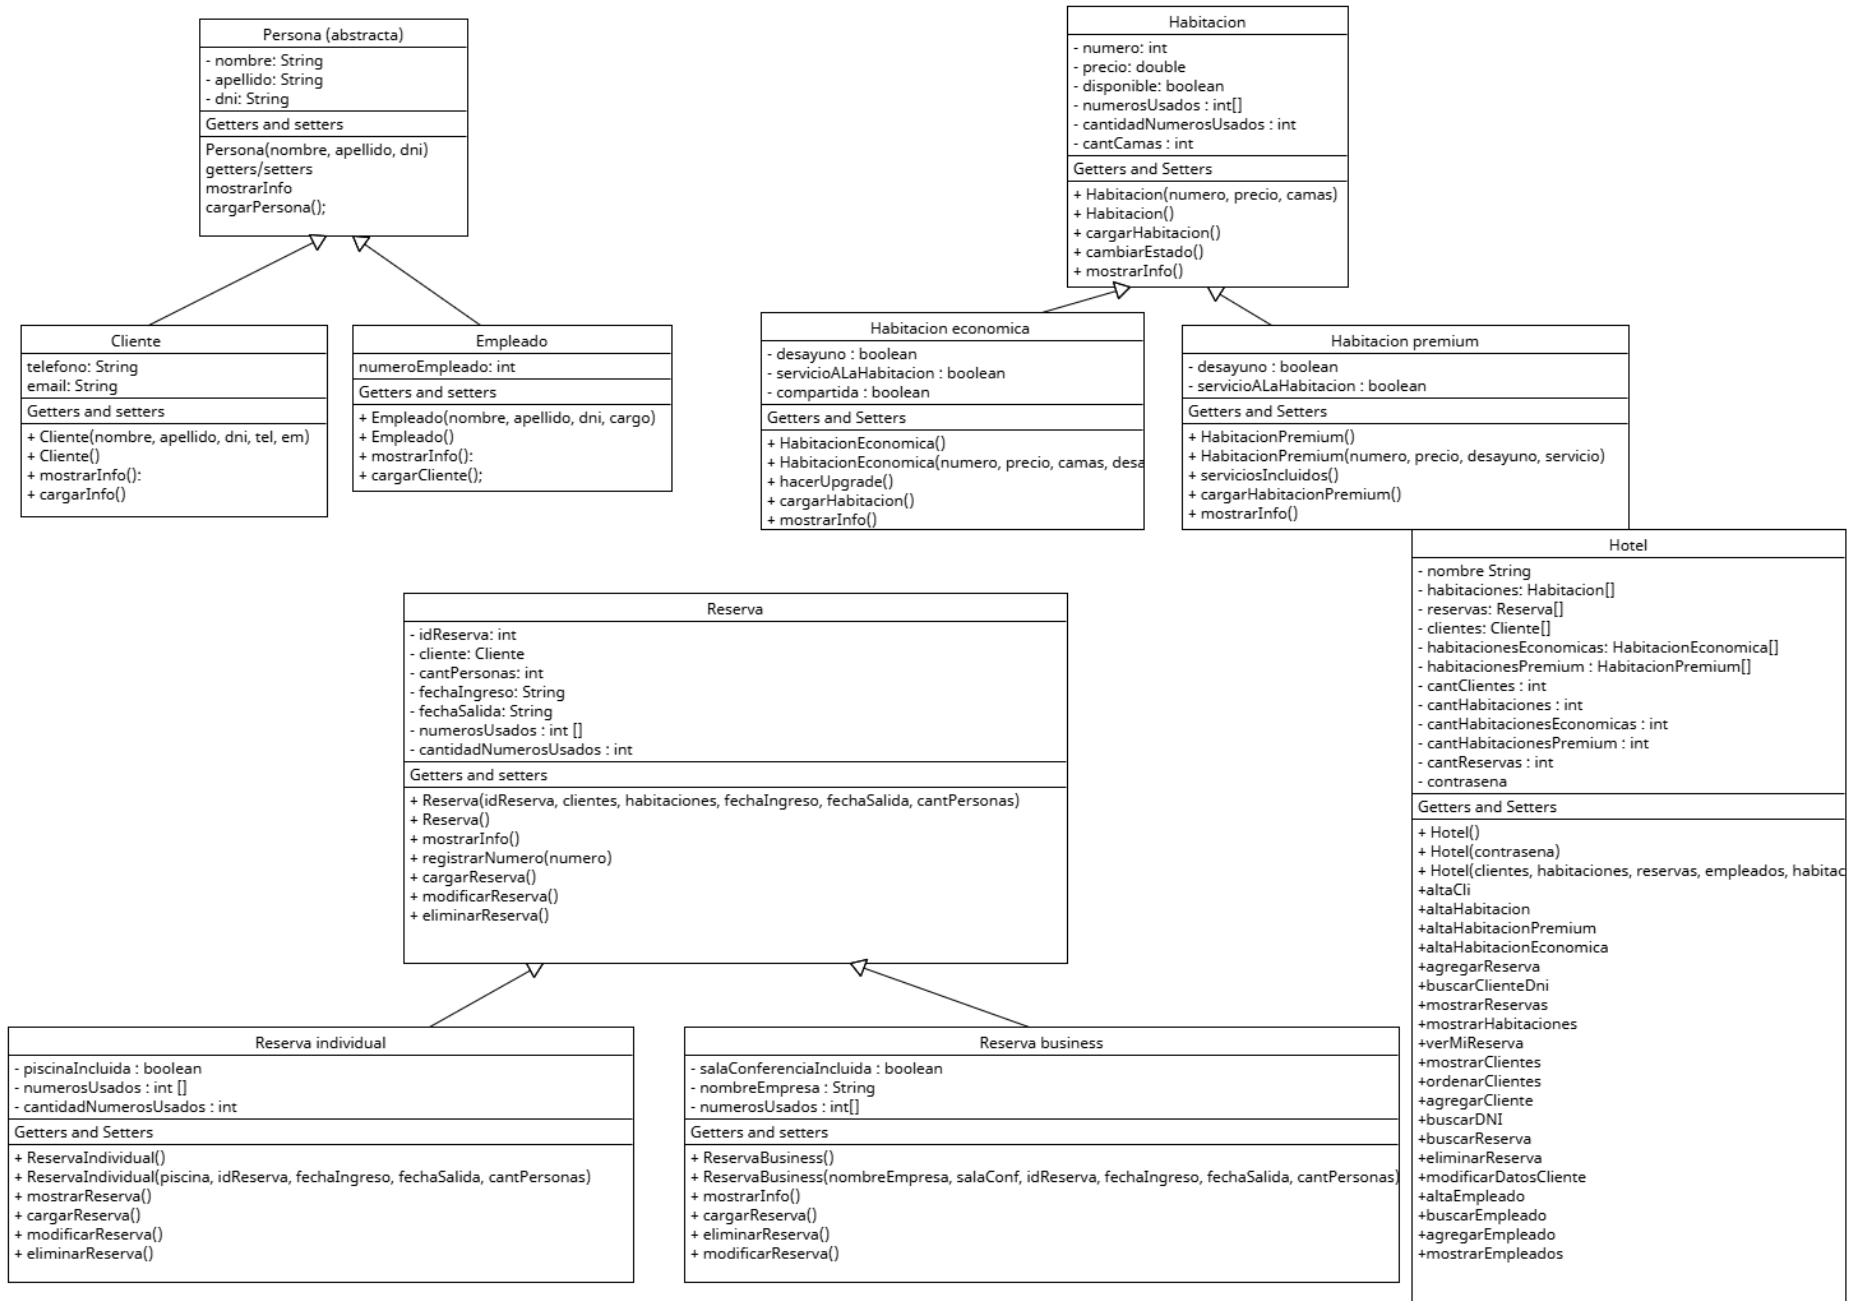 Persona (abstracta)
- nombre: String
- apellido: String
- dni: String
Getters and setters
Persona(nombre, apellido, dni)
getters/setters
mostrarInfo
cargarPersona();
Habitacion
- numero: int
- precio: double
- disponible: boolean
- numerosUsados : int[]
- cantidadNumerosUsados : int
- cantCamas : int
Getters and Setters
+ Habitacion(numero, precio, camas)
+ Habitacion()
+ cargarHabitacion()
+ cambiarEstado()
+ mostrarInfo()
Cliente
telefono: String
email: String
Getters and setters
+ Cliente(nombre, apellido, dni, tel, em)
+ Cliente()
+ mostrarInfo():
+ cargarInfo()
Empleado
numeroEmpleado: int
Getters and setters
+ Empleado(nombre, apellido, dni, cargo)
+ Empleado()
+ mostrarInfo():
+ cargarCliente();
Habitacion economica
- desayuno : boolean
- servicioALaHabitacion : boolean
- compartida : boolean
Getters and Setters
+ HabitacionEconomica()
+ HabitacionEconomica(numero, precio, camas, desa
+ hacerUpgrade()
+ cargarHabitacion()
+ mostrarInfo()
Habitacion premium
- desayuno : boolean
- servicioALaHabitacion : boolean
Getters and Setters
+ HabitacionPremium()
+ HabitacionPremium(numero, precio, desayuno, servicio)
+ serviciosIncluidos()
+ cargarHabitacionPremium()
+ mostrarInfo()
Hotel
- nombre String
- habitaciones: Habitacion[]
- reservas: Reserva[]
- clientes: Cliente[]
- habitacionesEconomicas: HabitacionEconomica[]
- habitacionesPremium : HabitacionPremium[]
- cantClientes : int
- cantHabitaciones : int
- cantHabitacionesEconomicas : int
- cantHabitacionesPremium : int
- cantReservas : int
- contrasena
Getters and Setters
+ Hotel()
+ Hotel(contrasena)
+ Hotel(clientes, habitaciones, reservas, empleados, habitac
+altaCli
+altaHabitacion
+altaHabitacionPremium
+altaHabitacionEconomica
+agregarReserva
+buscarClienteDni
+mostrarReservas
+mostrarHabitaciones
+verMiReserva
+mostrarClientes
+ordenarClientes
+agregarCliente
+buscarDNI
+buscarReserva
+eliminarReserva
+modificarDatosCliente
+altaEmpleado
+buscarEmpleado
+agregarEmpleado
+mostrarEmpleados
Reserva
- idReserva: int
- cliente: Cliente
- cantPersonas: int
- fechaIngreso: String
- fechaSalida: String
- numerosUsados : int []
- cantidadNumerosUsados : int
Getters and setters
+ Reserva(idReserva, clientes, habitaciones, fechaIngreso, fechaSalida, cantPersonas)
+ Reserva()
+ mostrarInfo()
+ registrarNumero(numero)
+ cargarReserva()
+ modificarReserva()
+ eliminarReserva()
Reserva individual
- piscinaIncluida : boolean
- numerosUsados : int []
- cantidadNumerosUsados : int
Getters and Setters
+ ReservaIndividual()
+ ReservaIndividual(piscina, idReserva, fechaIngreso, fechaSalida, cantPersonas)
+ mostrarReserva()
+ cargarReserva()
+ modificarReserva()
+ eliminarReserva()
Reserva business
- salaConferenciaIncluida : boolean
- nombreEmpresa : String
- numerosUsados : int[]
Getters and setters
+ ReservaBusiness()
+ ReservaBusiness(nombreEmpresa, salaConf, idReserva, fechaIngreso, fechaSalida, cantPersonas)
+ mostrarInfo()
+ cargarReserva()
+ eliminarReserva()
+ modificarReserva()